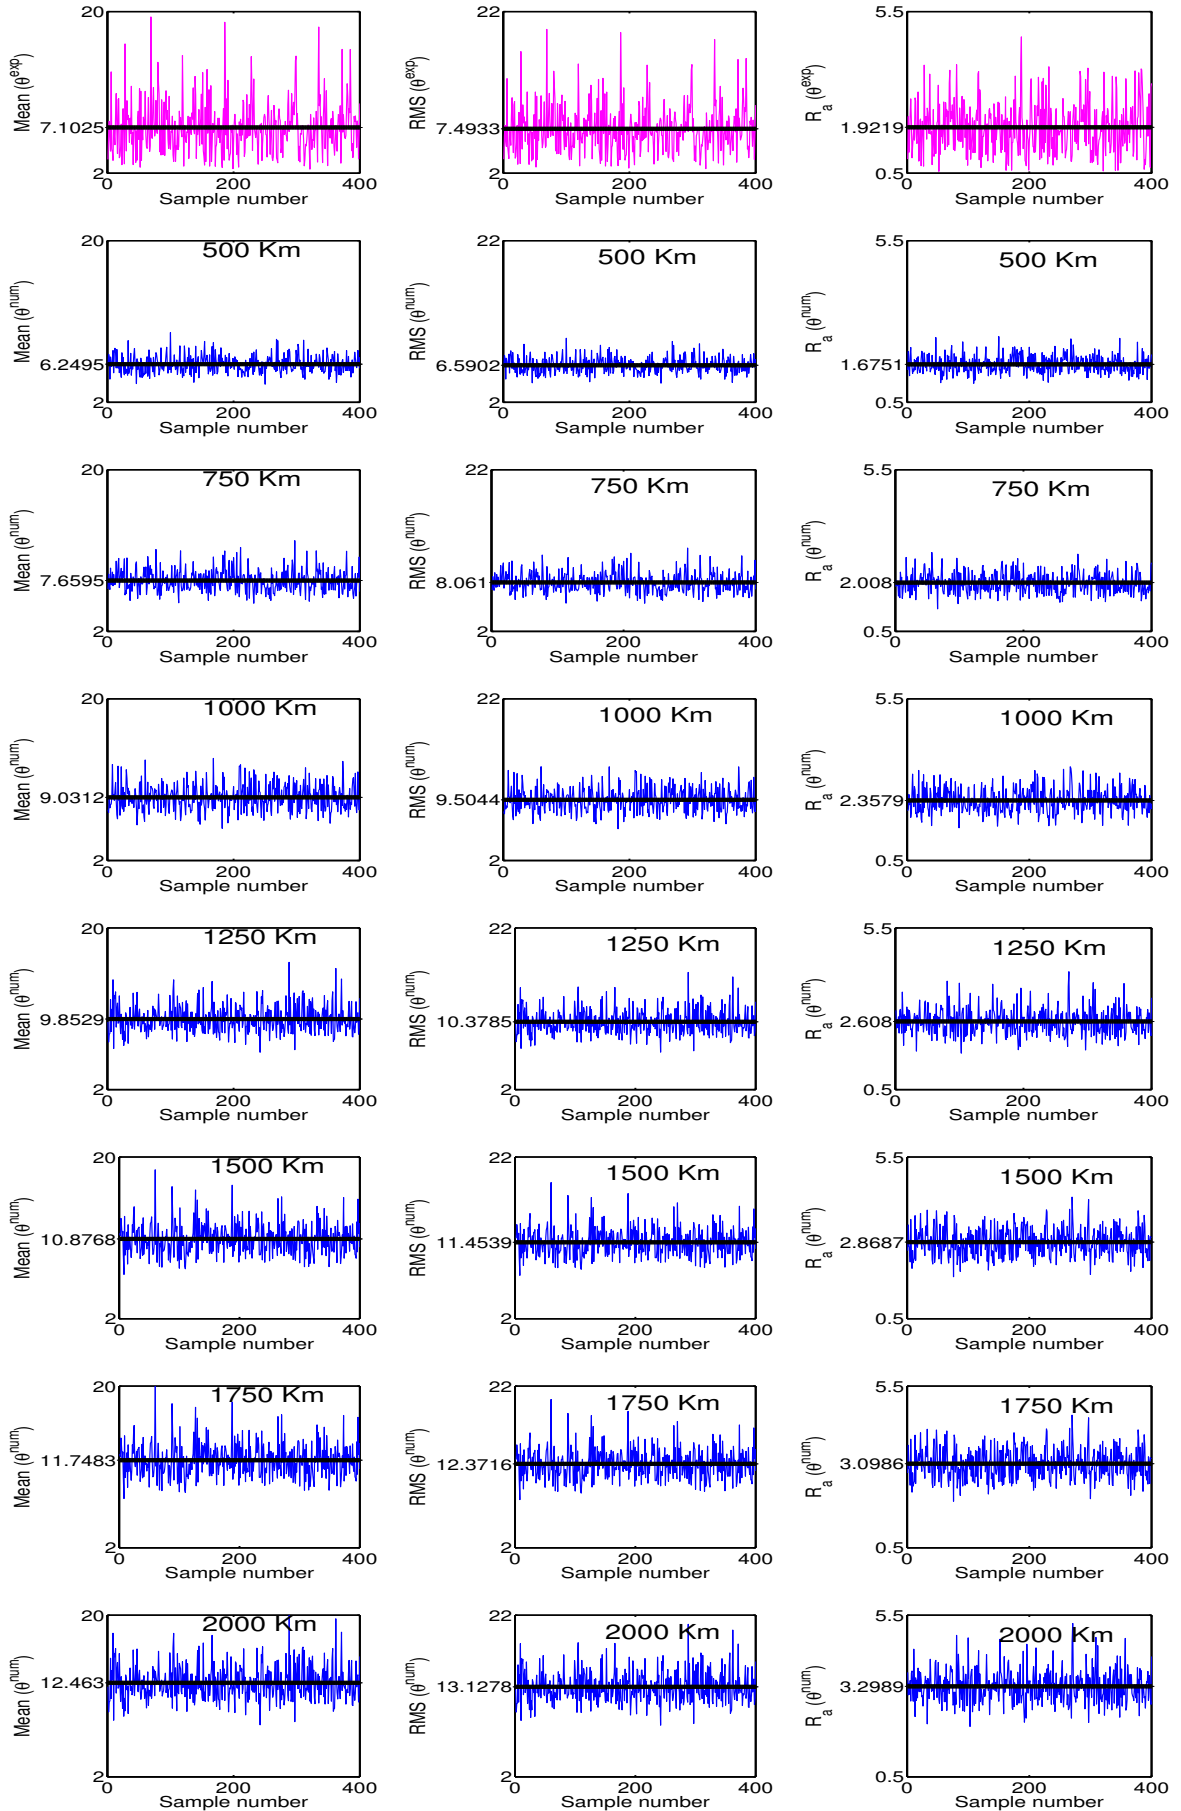 20 22 5.5
Mean (θ^exp) RMS (θ^exp) R_a (θ^exp)
7.1025 7.4933 1.9219
2 2 0.5
0 200 400 0 200 400 0 200 400
Sample number Sample number Sample number
20 500 Km 22 500 Km 5.5 500 Km
Mean (θ^num) RMS (θ^num) R_a (θ^num)
6.2495 6.5902 1.6751
2 2 0.5
0 200 400 0 200 400 0 200 400
Sample number Sample number Sample number
20 750 Km 22 750 Km 5.5 750 Km
Mean (θ^num) RMS (θ^num) R_a(θ^num)
7.6595 8.061 2.008
2 2 0.5
0 200 400 0 200 400 0 200 400
Sample number Sample number Sample number
20 1000 Km 22 1000 Km 5.5 1000 Km
Mean (θ^num) RMS (θ^num) R_a (θ^num)
9.0312 9.5044 2.3579
2 2 0.5
0 200 400 0 200 400 0 200 400
Sample number Sample number Sample number
20 1250 Km 22 1250 Km 5.5 1250 Km
Mean (θ^num) RMS (θ^num) R_a (θ^num)
9.8529 10.3785 2.608
2 2 0.5
0 200 400 0 200 400 0 200 400
Sample number Sample number Sample number
20 1500 Km 22 1500 Km 5.5 1500 Km
Mean (θ^num) RMS (θ^num) R_a (θ^num)
10.8768 11.4539 2.8687
2 2 0.5
0 200 400 0 200 400 0 200 400
Sample number Sample number Sample number
20 1750 Km 22 1750 Km 5.5 1750 Km
Mean (θ^num) RMS (θ^num) R_a (θ^num)
11.7483 12.3716 3.0986
2 2 0.5
0 200 400 0 200 400 0 200 400
Sample number Sample number Sample number
20 2000 Km 22 2000 Km 5.5 2000 Km
Mean (θ^num) RMS (θ^num) R_a (θ^num)
12.463 13.1278 3.2989
2 2 0.5
0 200 400 0 200 400 0 200 400
Sample number Sample number Sample number